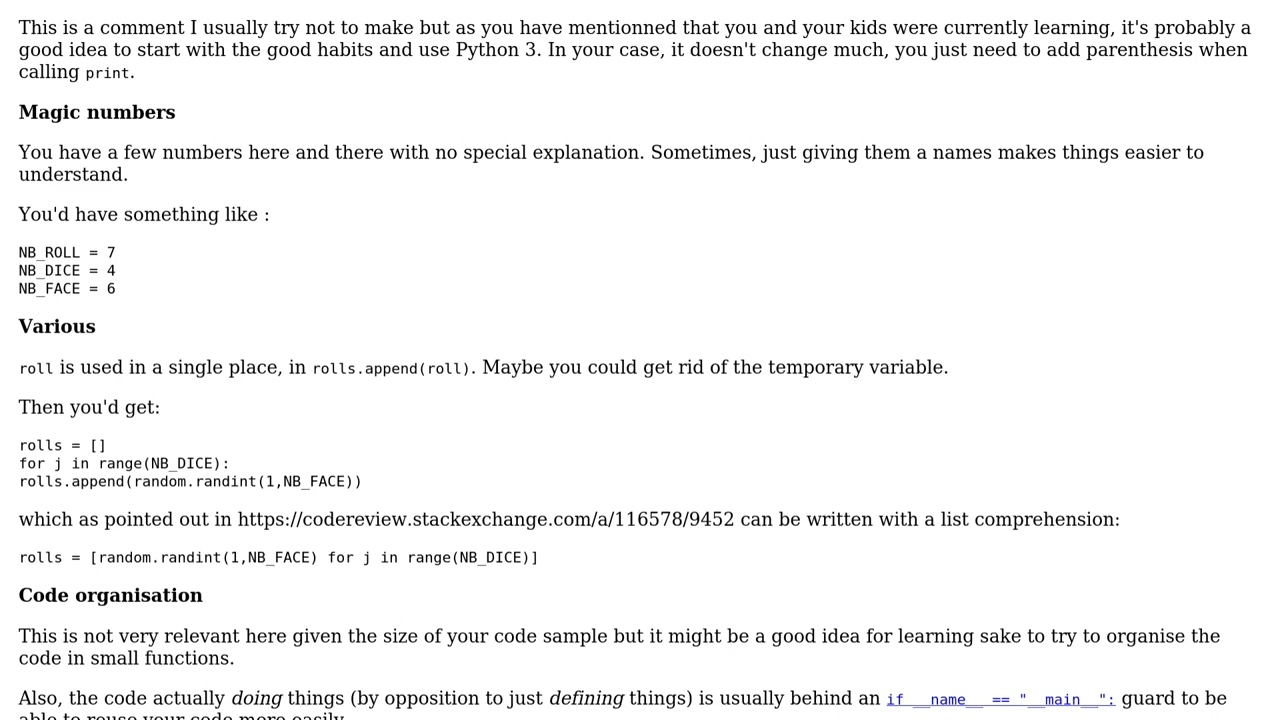 This is a comment I usually try not to make but as you have mentionned that you and your kids were currently learning, it's probably a
good idea to start with the good habits and use Python 3. In your case, it doesn't change much, you just need to add parenthesis when
calling print.
Magic numbers
You have a few numbers here and there with no special explanation. Sometimes, just giving them a names makes things easier to
understand.
You'd have something like :
NB_ROLL = 7
NB_DICE = 4
NB_FACE = 6
Various
roll is used in a single place, in rolls.append(roll). Maybe you could get rid of the temporary variable.
Then you'd get:
rolls = []
for j in range(NB_DICE):
rolls.append(random.randint(1,NB_FACE))
which as pointed out in https://codereview.stackexchange.com/a/116578/9452 can be written with a list comprehension:
rolls = [random.randint(1,NB_FACE) for j in range(NB_DICE)]
Code organisation
This is not very relevant here given the size of your code sample but it might be a good idea for learning sake to try to organise the
code in small functions.
Also, the code actually doing things (by opposition to just defining things) is usually behind an if __name__ == "__main__": guard to be
able to reuse your code more easily.